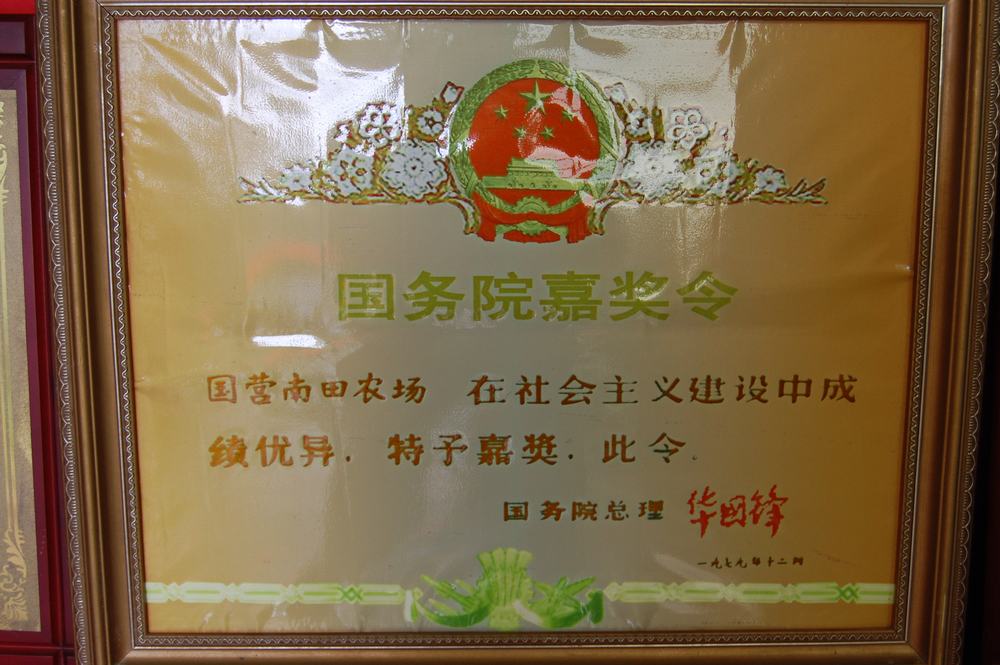 国务院嘉奖令
国营南田农场 在社会主义建设中成
绩优异．特予嘉奖．此令。
国务院总理 华国锋
一九七九年十二月